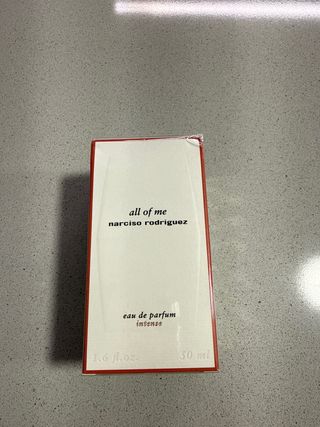 all of me
narciso rodriguez
eau de parfum
intense
1.6 fl.oz. 50 ml